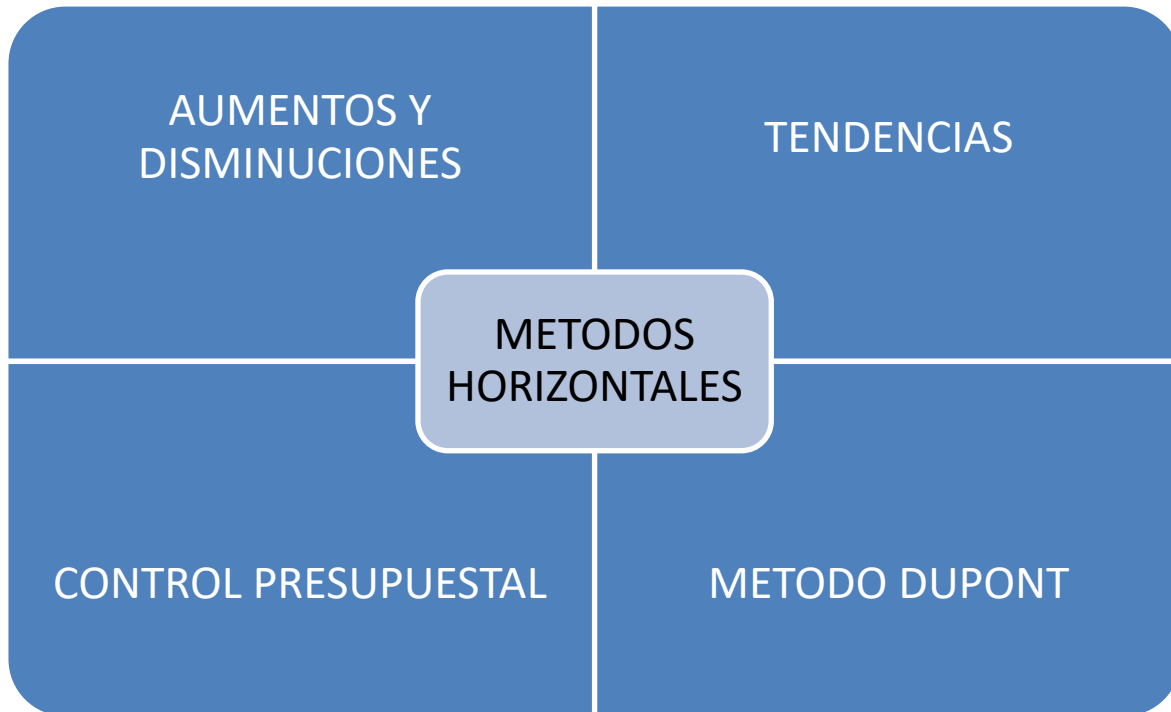 AUMENTOS Y
DISMINUCIONES
TENDENCIAS
METODOS
HORIZONTALES
CONTROL PRESUPUESTAL
METODO DUPONT